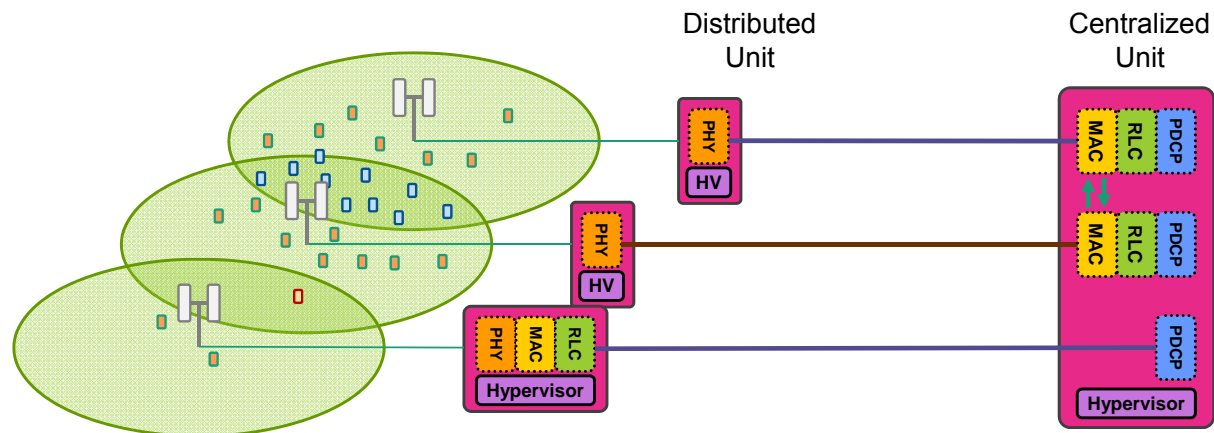 Distributed
Unit
Centralized
Unit
PHY
HV
MAC
RLC
PDCP
PHY
HV
MAC
RLC
PDCP
PHY
MAC
RLC
Hypervisor
PDCP
Hypervisor